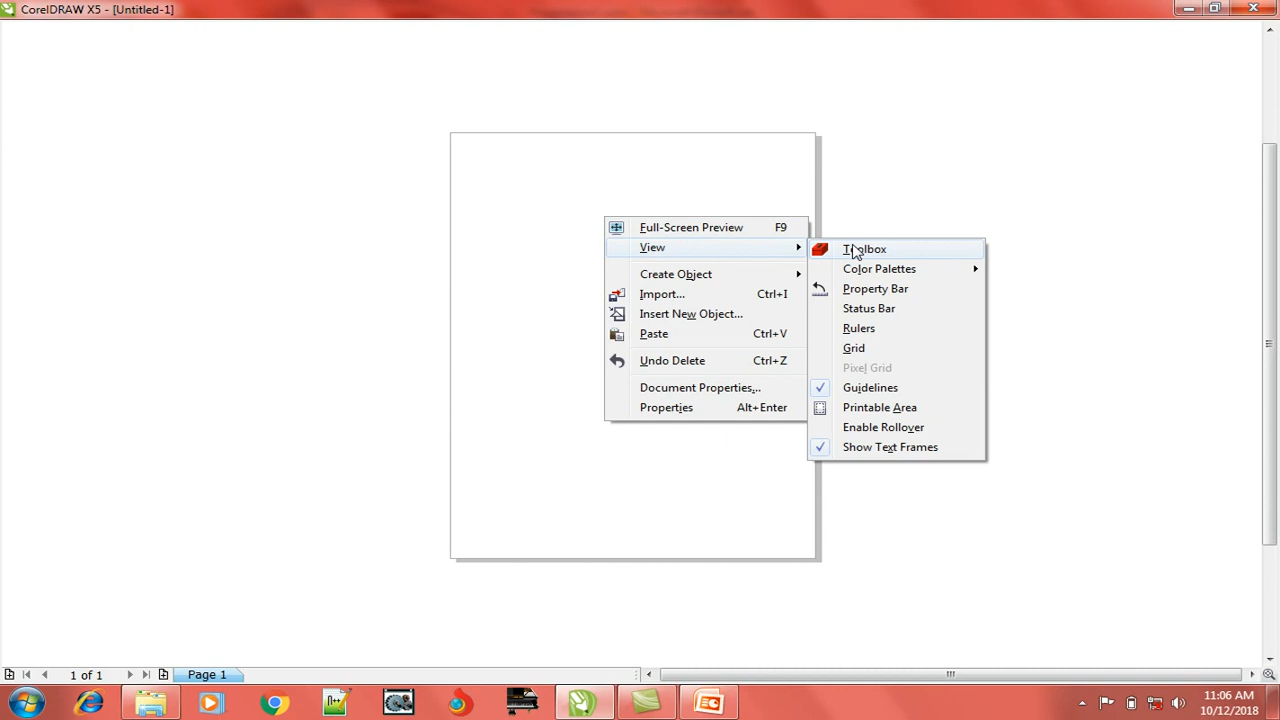 CorelDRAW X5 - [Untitled-1]
Full-Screen Preview F9
View
Create Object
Import... Ctrl+I
Insert New Object...
Paste Ctrl+V
Undo Delete Ctrl+Z
Document Properties...
Properties Alt+Enter
Toolbox
Color Palettes
Property Bar
Status Bar
Rulers
Grid
Pixel Grid
Guidelines
Printable Area
Enable Rollover
Show Text Frames
1 of 1
Page 1
N++
11:06 AM
10/12/2018